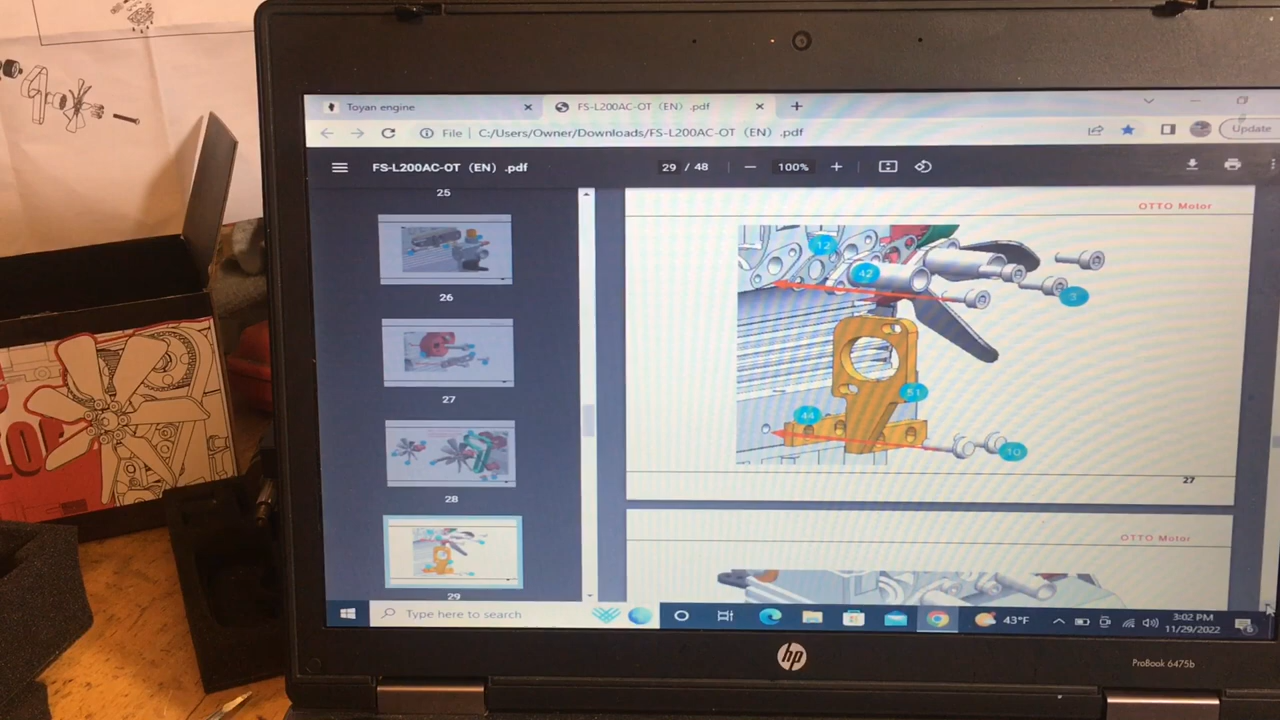 Toyan engine
FS-L200AC-OT (EN) .pdf
File
C:/Users/Owner/Downloads/FS-L200AC-OT (EN) .pdf
Update
FS-L200AC-OT (EN) .pdf
29 / 48
100%
25
26
27
28
29
OTTO Motor
12
42
3
51
44
10
27
OTTO Motor
Type here to search
43°F
3:02 PM
11/29/2022
hp
ProBook 6475b